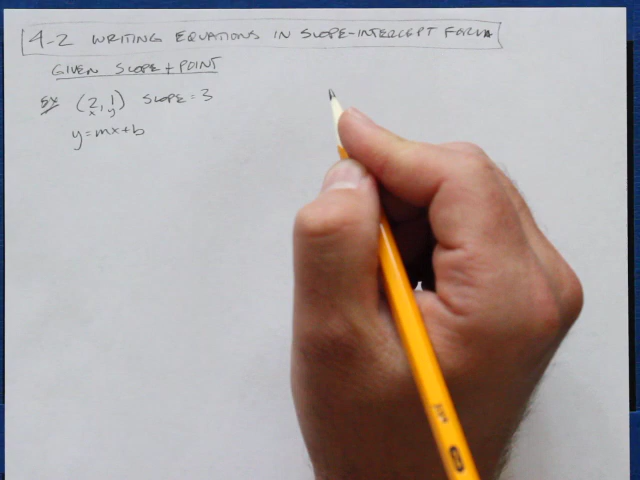 4-2 WRITING EQUATIONS IN SLOPE-INTERCEPT FORM
GIVEN SLOPE + POINT
EX (2, 1) SLOPE = 3
x y
y = mx + b